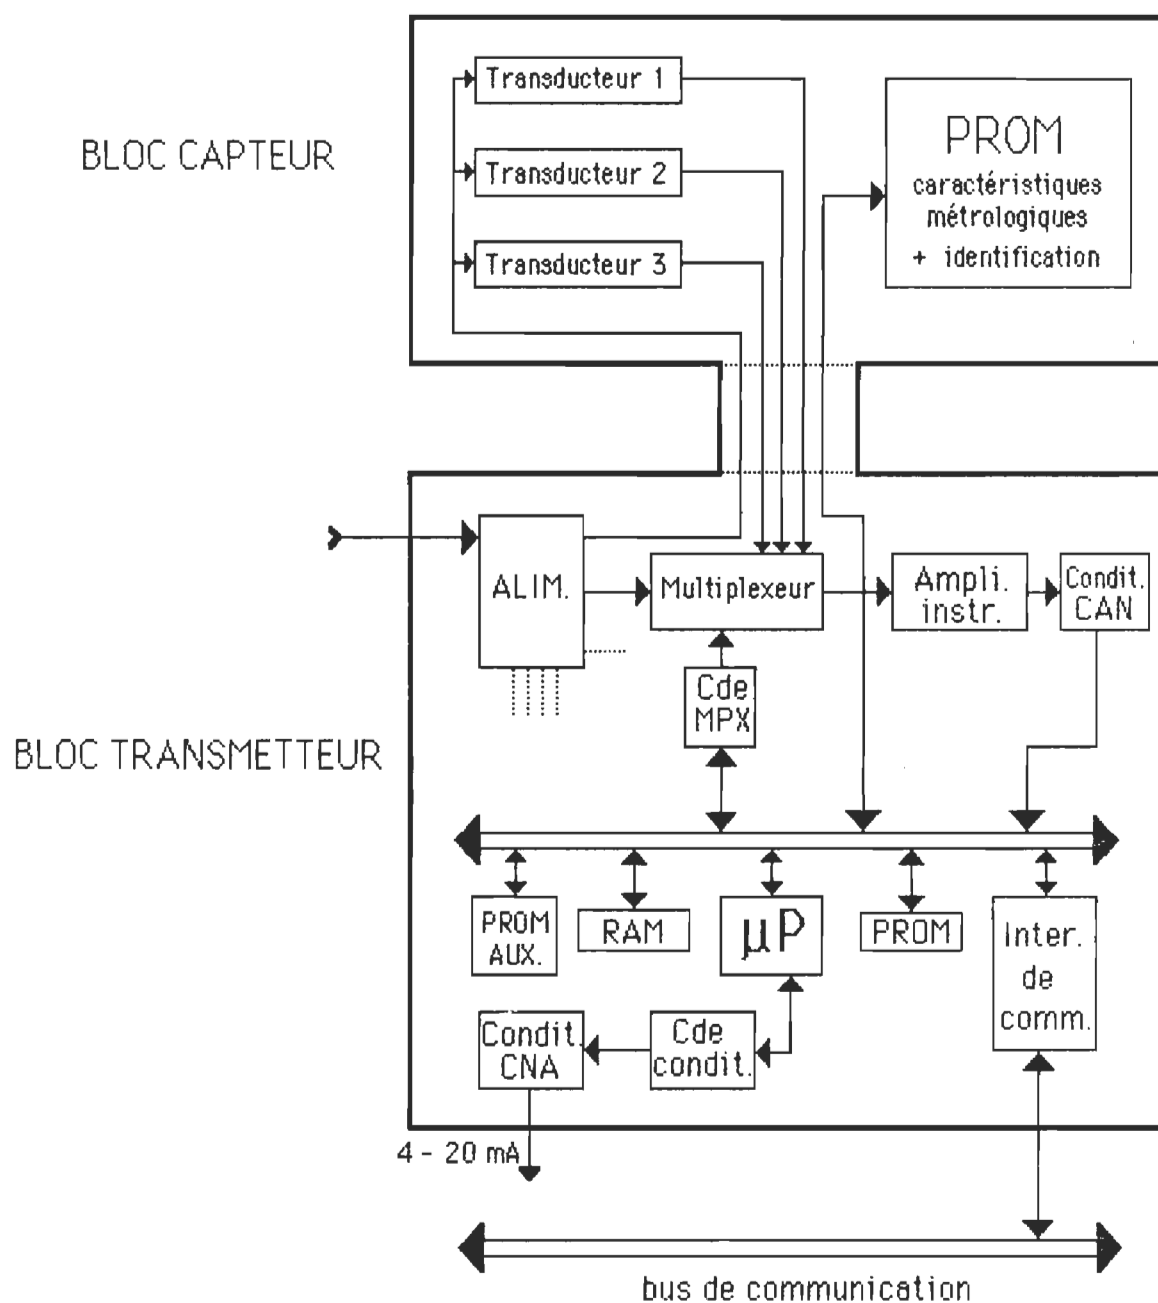 Transducteur 1
BLOC CAPTEUR
Transducteur 2
Transducteur 3
PROM
caractéristiques
métrologiques
+ identification
ALIM.
Multiplexeur
Ampli.
instr.
Condit.
CAN
Cde
MPX
BLOC TRANSMETTEUR
PROM
AUX.
RAM
µP
PROM
Inter.
de
comm.
Condit.
CNA
Cde
condit.
4 - 20 mA
bus de communication